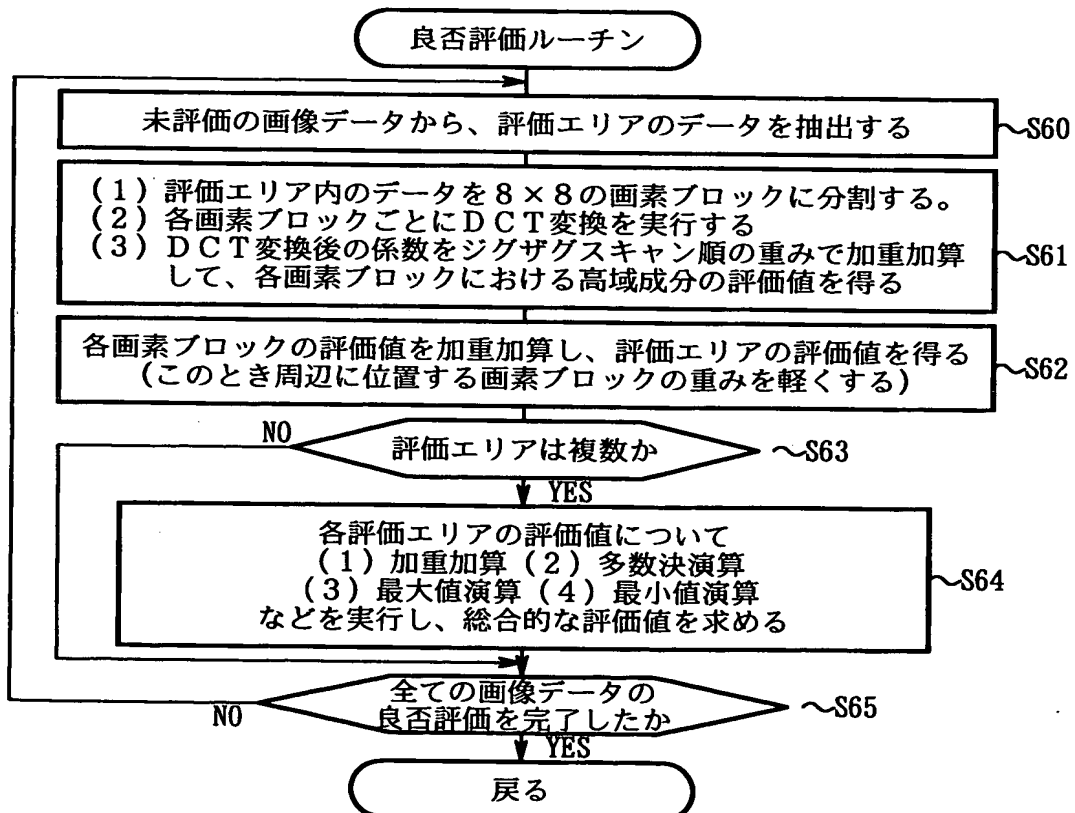 良否評価ルーチン
未評価の画像データから、評価エリアのデータを抽出する
~S60
(1)評価エリア内のデータを8×8の画素ブロックに分割する。
(2)各画素ブロックごとにDCT変換を実行する
(3)DCT変換後の係数をジグザグスキャン順の重みで加重加算
して、各画素ブロックにおける高域成分の評価値を得る
~S61
各画素ブロックの評価値を加重加算し、評価エリアの評価値を得る
(このとき周辺に位置する画素ブロックの重みを軽くする)
~S62
NO
評価エリアは複数か
~S63
YES
各評価エリアの評価値について
(1)加重加算(2)多数決演算
(3)最大値演算(4)最小値演算
などを実行し、総合的な評価値を求める
~S64
全ての画像データの
良否評価を完了したか
~S65
NO
YES
戻る